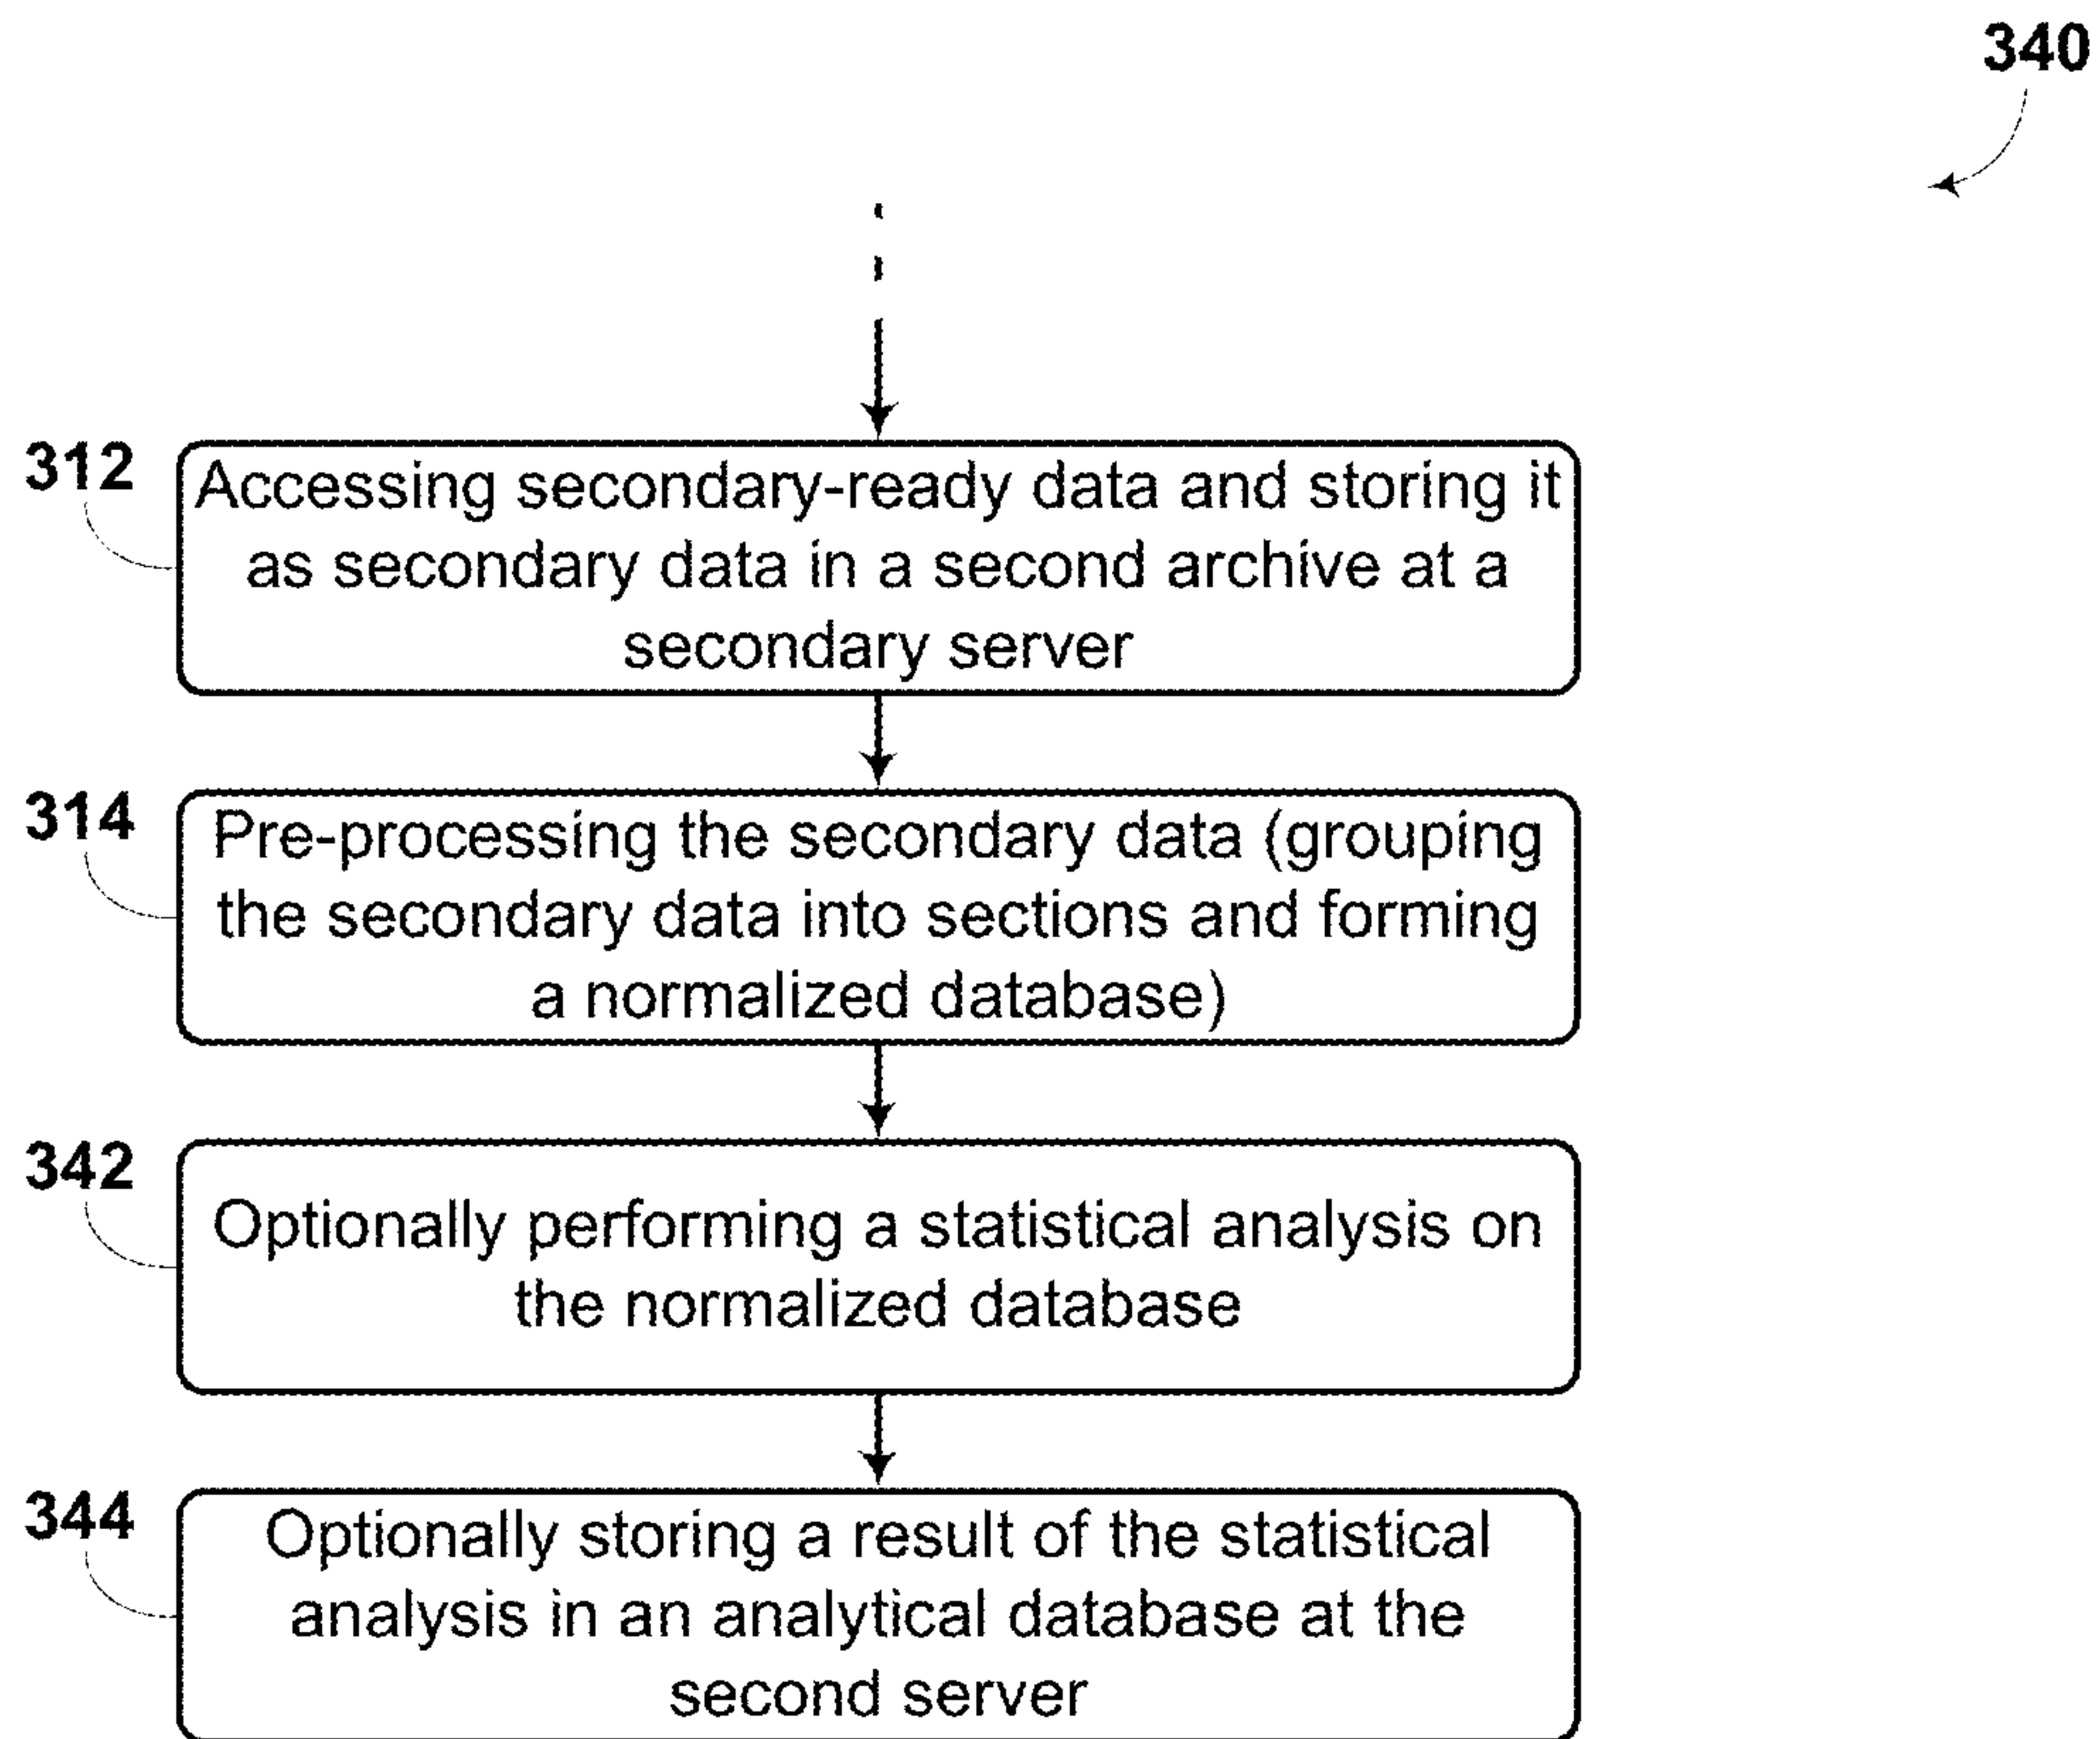 340
312
Accessing secondary-ready data and storing it
as secondary data in a second archive at a
secondary server
314
Pre-processing the secondary data (grouping
the secondary data into sections and forming
a normalized database)
342
Optionally performing a statistical analysis on
the normalized database
344
Optionally storing a result of the statistical
analysis in an analytical database at the
second server